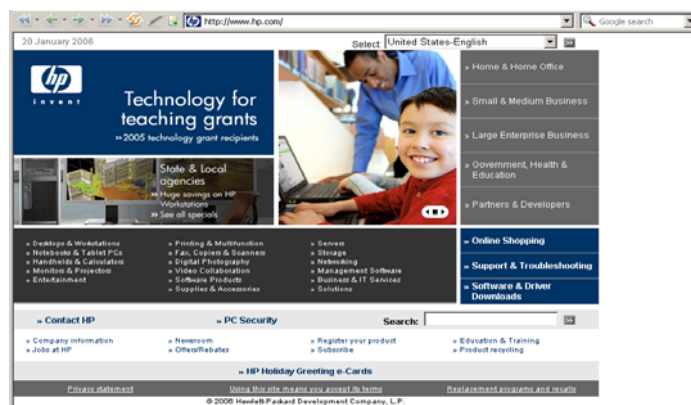 http://www.hp.com/
Google search
20 January 2006
Select:
United States-English
hp
invent
Technology for
teaching grants
»2005 technology grant recipients
State & Local
agencies
» Huge savings on HP
Workstations
» See all specials
» Home & Home Office
» Small & Medium Business
» Large Enterprise Business
» Government, Health &
Education
» Partners & Developers
» Desktops & Workstations
» Notebooks & Tablet PCs
» Handhelds & Calculators
» Monitors & Projectors
» Entertainment
» Printing & Multifunction
» Fax, Copiers & Scanners
» Digital Photography
» Video Collaboration
» Software Products
» Supplies & Accessories
» Servers
» Storage
» Networking
» Management Software
» Business & IT Services
» Solutions
» Online Shopping
» Support & Troubleshooting
» Software & Driver
Downloads
» Contact HP
» PC Security
Search:
» Company information
» Jobs at HP
» Newsroom
» Offers/Rebates
» Register your product
» Subscribe
» Education & Training
» Product recycling
» HP Holiday Greeting e-Cards
Privacy statement
Using this site means you accept its terms
Replacement programs and recalls
© 2006 Hewlett-Packard Development Company, L.P.